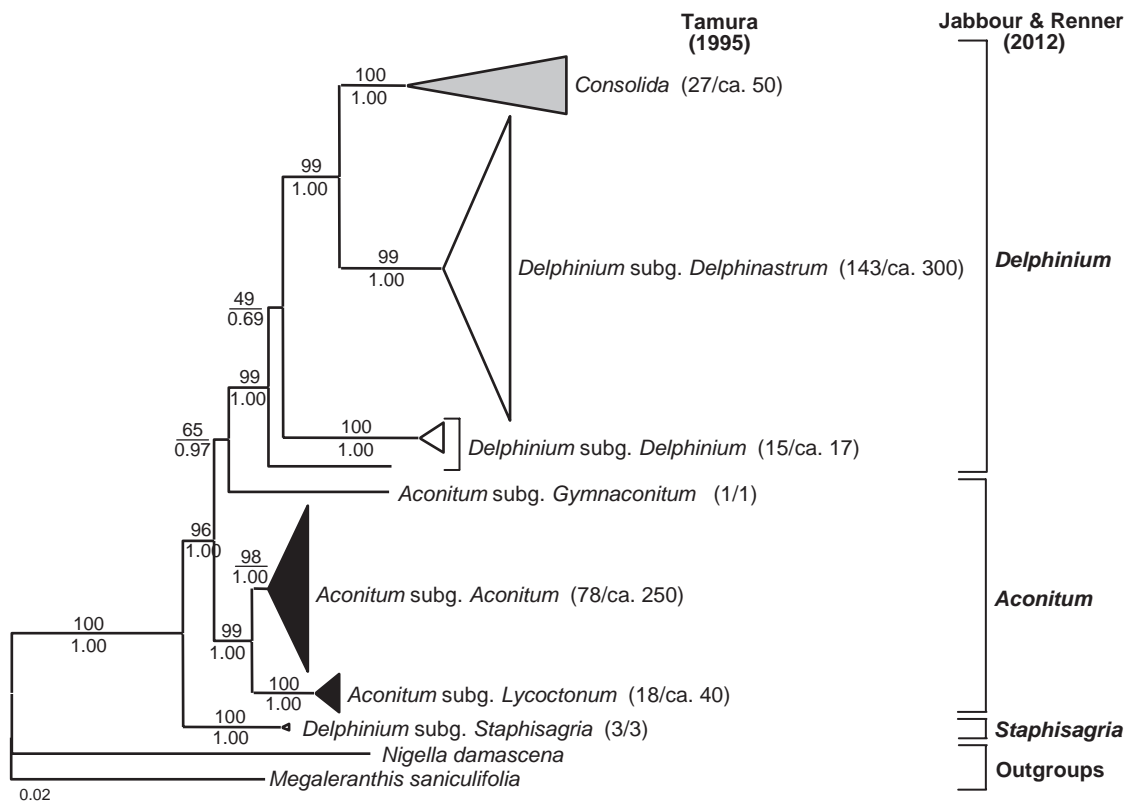 Tamura
(1995)
Jabbour & Renner
(2012)
100
1.00
Consolida (27/ca. 50)
99
1.00
99
1.00
Delphinium subg. Delphinastrum (143/ca. 300)
Delphinium
49
0.69
99
1.00
100
1.00
Delphinium subg. Delphinium (15/ca. 17)
65
0.97
Aconitum subg. Gymnaconitum (1/1)
96
1.00
98
1.00
Aconitum subg. Aconitum (78/ca. 250)
Aconitum
100
1.00
99
1.00
100
1.00
Aconitum subg. Lycoctonum (18/ca. 40)
100
1.00
Delphinium subg. Staphisagria (3/3)
Staphisagria
Nigella damascena
Outgroups
Megaleranthis saniculifolia
0.02